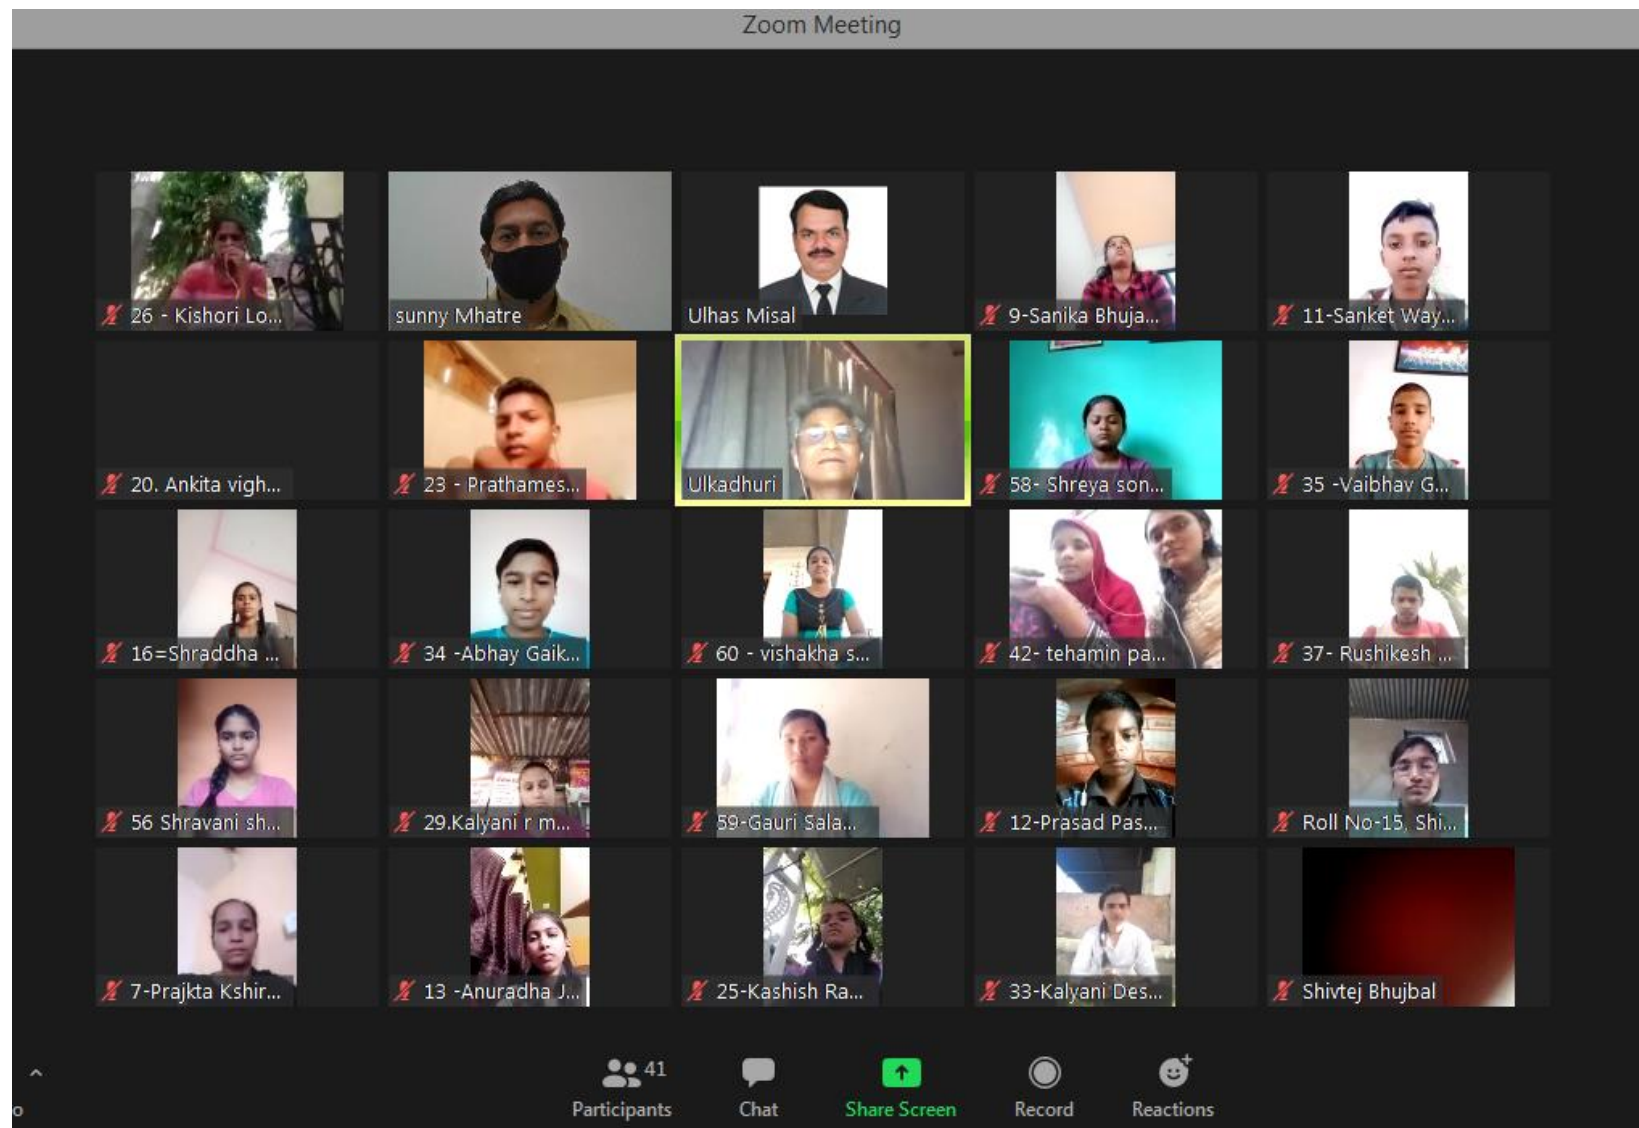 Zoom Meeting
26 - Kishori Lo...
sunny Mhatre
Ulhas Misal
9-Sanika Bhuja...
11-Sanket Way...
20. Ankita vigh...
23 - Prathames...
Ulkadhuri
58- Shreya son...
35 -Vaibhav G...
16=Shraddha ...
34 -Abhay Gaik...
60 - vishakha s...
42- tehamin pa...
37- Rushikesh ...
56 Shravani sh...
29.Kalyani r m...
59-Gauri Sala...
12-Prasad Pas...
Roll No-15, Shi...
7-Prajkta Kshir...
13 -Anuradha J...
25-Kashish Ra...
33-Kalyani Des...
Shivtej Bhujbal
41
Participants
Chat
Share Screen
Record
Reactions